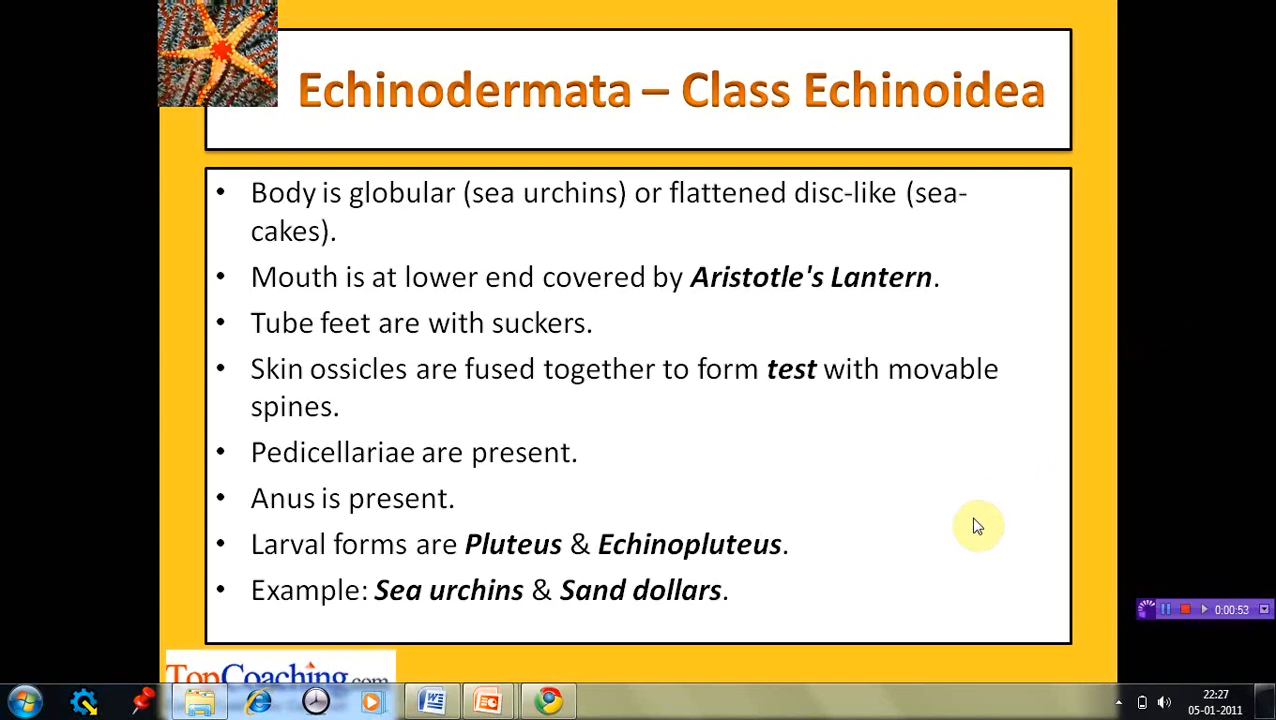 Echinodermata – Class Echinoidea
• Body is globular (sea urchins) or flattened disc-like (sea-
cakes).
• Mouth is at lower end covered by Aristotle's Lantern.
• Tube feet are with suckers.
• Skin ossicles are fused together to form test with movable
spines.
• Pedicellariae are present.
• Anus is present.
• Larval forms are Pluteus & Echinopluteus.
• Example: Sea urchins & Sand dollars.
0:00:53
TopCoaching.com
22:27
05-01-2011